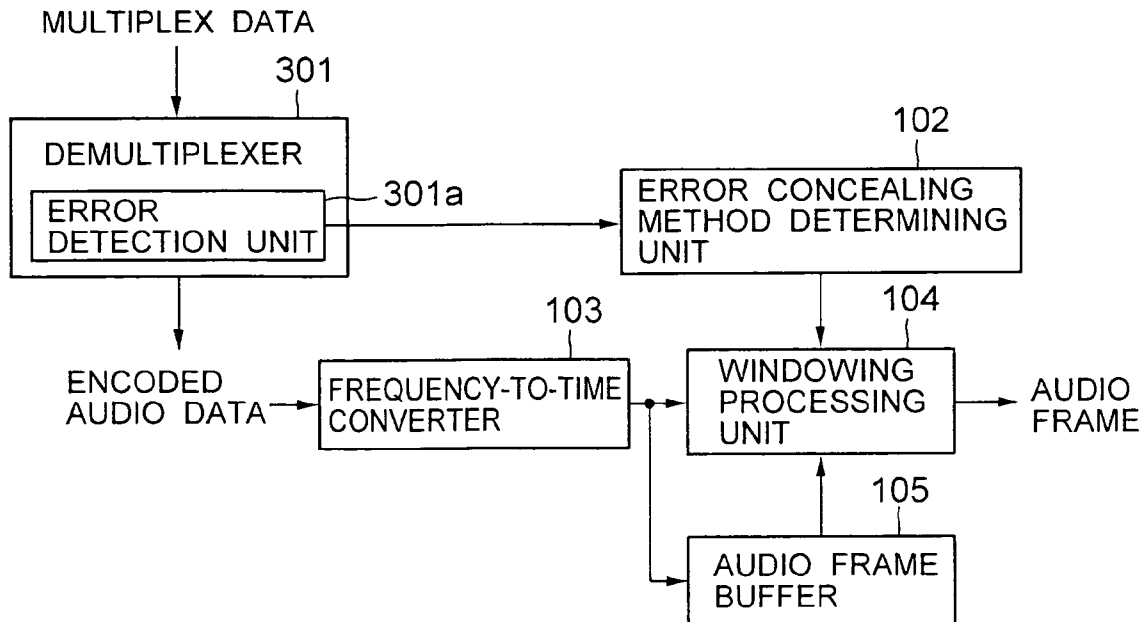 MULTIPLEX DATA
301
DEMULTIPLEXER
301a
ERROR
DETECTION UNIT
102
ERROR CONCEALING
METHOD DETERMINING
UNIT
103
104
ENCODED
AUDIO DATA
FREQUENCY-TO-TIME
CONVERTER
WINDOWING
PROCESSING
UNIT
AUDIO
FRAME
105
AUDIO FRAME
BUFFER